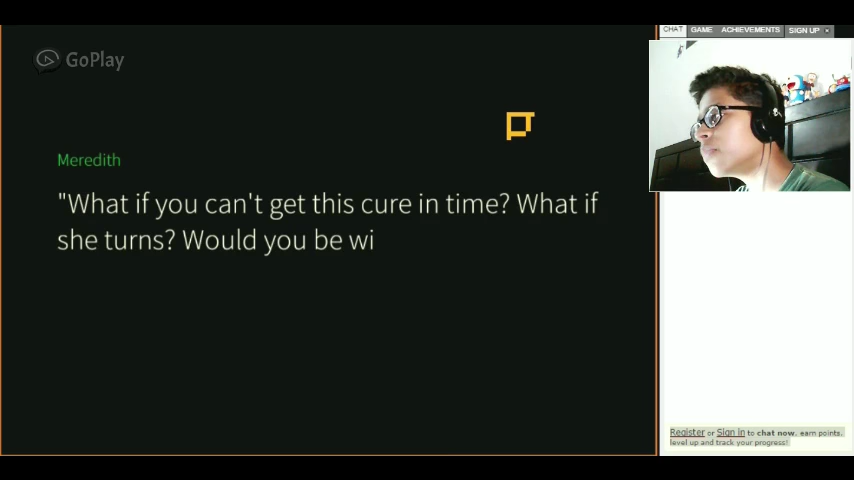 CHAT GAME ACHIEVEMENTS SIGN UP
GoPlay
Meredith
"What if you can't get this cure in time? What if
she turns? Would you be wi
Register or Sign in to chat now, earn points,
level up and track your progress!